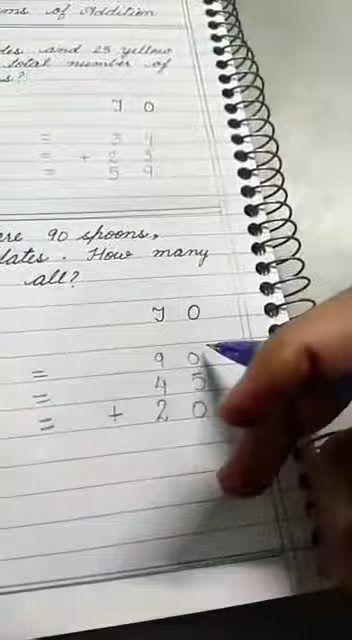 ms of Addition
des and 25 yellow
total number of
s?
T O
= 3 4
= + 2 5
= 5 9
ere 90 spoons,
lates. How many
all?
T O
= 9 0
= 4 5
= + 2 0